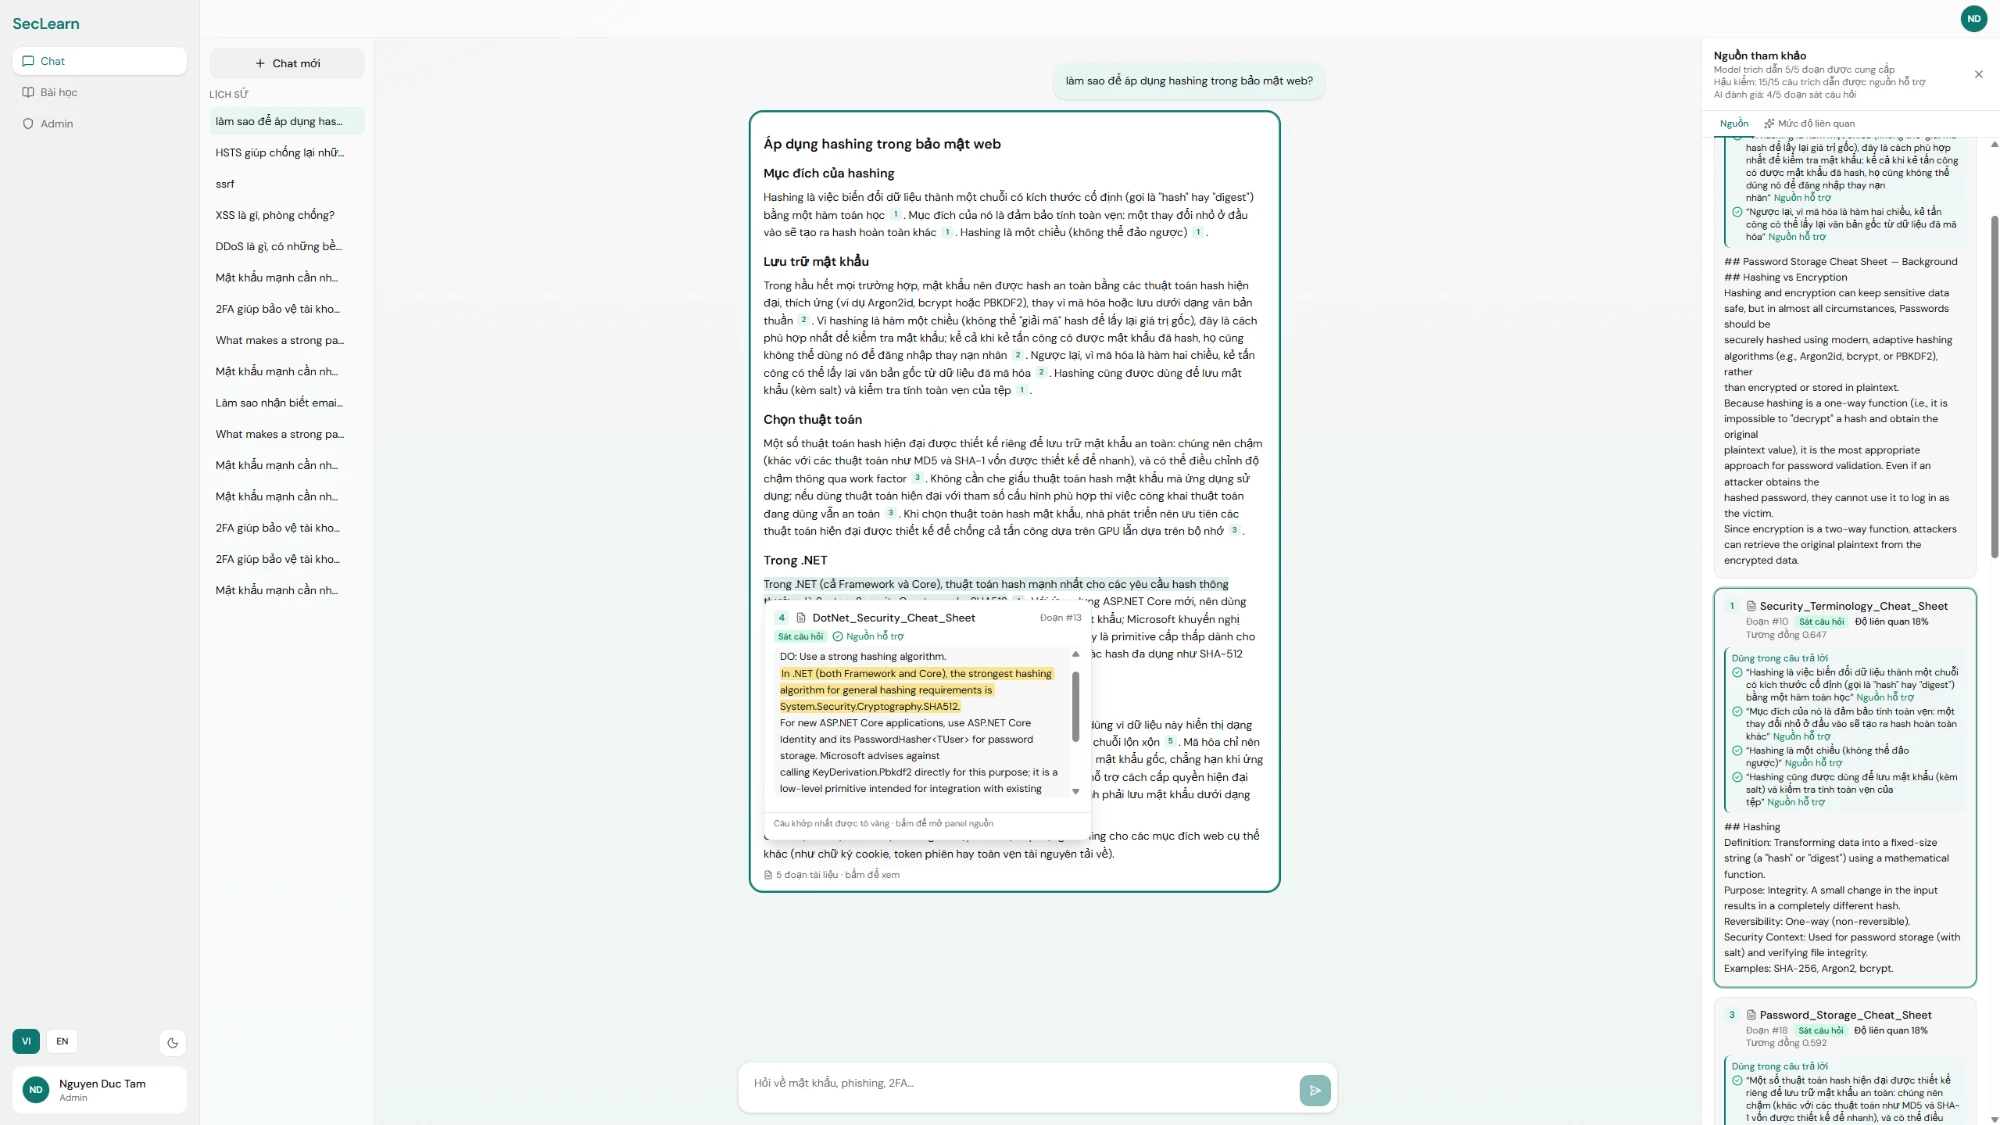 SecLearn
Chat
Bài học
Admin
VI
EN
ND
Nguyen Duc Tam
Admin
+ Chat mới
LỊCH SỬ
làm sao để áp dụng has...
HSTS giúp chống lại nhữ...
ssrf
XSS là gì, phòng chống?
DDoS là gì, có những bề...
Mật khẩu mạnh cần nh...
2FA giúp bảo vệ tài kho...
What makes a strong pa...
Mật khẩu mạnh cần nh...
Làm sao nhận biết emai...
What makes a strong pa...
Mật khẩu mạnh cần nh...
Mật khẩu mạnh cần nh...
2FA giúp bảo vệ tài kho...
2FA giúp bảo vệ tài kho...
Mật khẩu mạnh cần nh...
làm sao để áp dụng hashing trong bảo mật web?
Áp dụng hashing trong bảo mật web
Mục đích của hashing
Hashing là việc biến đổi dữ liệu thành một chuỗi có kích thước cố định (gọi là "hash" hay "digest")
bằng một hàm toán học 1 . Mục đích của nó là đảm bảo tính toàn vẹn: một thay đổi nhỏ ở đầu
vào sẽ tạo ra hash hoàn toàn khác 1 . Hashing là một chiều (không thể đảo ngược) 1 .
Lưu trữ mật khẩu
Trong hầu hết mọi trường hợp, mật khẩu nên được hash an toàn bằng các thuật toán hash hiện
đại, thích ứng (ví dụ Argon2id, bcrypt hoặc PBKDF2), thay vì mã hóa hoặc lưu dưới dạng văn bản
thuần 2 . Vì hashing là hàm một chiều (không thể "giải mã" hash để lấy lại giá trị gốc), đây là cách
phù hợp nhất để kiểm tra mật khẩu; kể cả khi kẻ tấn công có được mật khẩu đã hash, họ cũng
không thể dùng nó để đăng nhập thay nạn nhân 2 . Ngược lại, vì mã hóa là hàm hai chiều, kẻ tấn
công có thể lấy lại văn bản gốc từ dữ liệu đã mã hóa 2 . Hashing cũng được dùng để lưu mật
khẩu (kèm salt) và kiểm tra tính toàn vẹn của tệp 1 .
Chọn thuật toán
Một số thuật toán hash hiện đại được thiết kế riêng để lưu trữ mật khẩu an toàn: chúng nên chậm
(khác với các thuật toán như MD5 và SHA-1 vốn được thiết kế để nhanh), và có thể điều chỉnh độ
chậm thông qua work factor 3 . Không cần che giấu thuật toán hash mật khẩu mà ứng dụng sử
dụng; nếu dùng thuật toán hiện đại với tham số cấu hình phù hợp thì việc công khai thuật toán
đang dùng vẫn an toàn 3 . Khi chọn thuật toán hash mật khẩu, nhà phát triển nên ưu tiên các
thuật toán hiện đại được thiết kế để chống cả tấn công dựa trên GPU lẫn dựa trên bộ nhớ 3 .
Trong .NET
Trong .NET (cả Framework và Core), thuật toán hash mạnh nhất cho các yêu cầu hash thông
ng ASP.NET Core mới, nên dùng
t khẩu; Microsoft khuyến nghị
y là primitive cấp thấp dành cho
ác hash đa dụng như SHA-512
4 DotNet_Security_Cheat_Sheet Đoạn #13
Sát câu hỏi Nguồn hỗ trợ
DO: Use a strong hashing algorithm.
In .NET (both Framework and Core), the strongest hashing
algorithm for general hashing requirements is
System.Security.Cryptography.SHA512.
For new ASP.NET Core applications, use ASP.NET Core
Identity and its PasswordHasher<TUser> for password
storage. Microsoft advises against
calling KeyDerivation.Pbkdf2 directly for this purpose; it is a
low-level primitive intended for integration with existing
Câu khớp nhất được tô vàng · bấm để mở panel nguồn
dùng vì dữ liệu này hiển thị dạng
chuỗi lộn xộn 5 . Mã hóa chỉ nên
mật khẩu gốc, chẳng hạn khi ứng
hỗ trợ cách cấp quyền hiện đại
h phải lưu mật khẩu dưới dạng
ing cho các mục đích web cụ thể
khác (như chữ ký cookie, token phiên hay toàn vẹn tài nguyên tải về).
5 đoạn tài liệu · bấm để xem
Hỏi về mật khẩu, phishing, 2FA...
ND
Nguồn tham khảo
Model trích dẫn 5/5 đoạn được cung cấp
Hậu kiểm: 15/15 câu trích dẫn được nguồn hỗ trợ
AI đánh giá: 4/5 đoạn sát câu hỏi
Nguồn
Mức độ liên quan
hash để lấy lại giá trị gốc), đây là cách phù hợp
nhất để kiểm tra mật khẩu; kể cả khi kẻ tấn công
có được mật khẩu đã hash, họ cũng không thể
dùng nó để đăng nhập thay nạn
nhân" Nguồn hỗ trợ
"Ngược lại, vì mã hóa là hàm hai chiều, kẻ tấn
công có thể lấy lại văn bản gốc từ dữ liệu đã mã
hóa" Nguồn hỗ trợ
## Password Storage Cheat Sheet — Background
## Hashing vs Encryption
Hashing and encryption can keep sensitive data
safe, but in almost all circumstances, Passwords
should be
securely hashed using modern, adaptive hashing
algorithms (e.g., Argon2id, bcrypt, or PBKDF2),
rather
than encrypted or stored in plaintext.
Because hashing is a one-way function (i.e., it is
impossible to "decrypt" a hash and obtain the
original
plaintext value), it is the most appropriate
approach for password validation. Even if an
attacker obtains the
hashed password, they cannot use it to log in as
the victim.
Since encryption is a two-way function, attackers
can retrieve the original plaintext from the
encrypted data.
1 Security_Terminology_Cheat_Sheet
Đoạn #10 Sát câu hỏi Độ liên quan 18%
Tương đồng 0.647
Dùng trong câu trả lời
"Hashing là việc biến đổi dữ liệu thành một chuỗi
có kích thước cố định (gọi là "hash" hay "digest")
bằng một hàm toán học" Nguồn hỗ trợ
"Mục đích của nó là đảm bảo tính toàn vẹn: một
thay đổi nhỏ ở đầu vào sẽ tạo ra hash hoàn toàn
khác" Nguồn hỗ trợ
"Hashing là một chiều (không thể đảo
ngược)" Nguồn hỗ trợ
"Hashing cũng được dùng để lưu mật khẩu (kèm
salt) và kiểm tra tính toàn vẹn của
tệp" Nguồn hỗ trợ
## Hashing
Definition: Transforming data into a fixed-size
string (a "hash" or "digest") using a mathematical
function.
Purpose: Integrity. A small change in the input
results in a completely different hash.
Reversibility: One-way (non-reversible).
Security Context: Used for password storage (with
salt) and verifying file integrity.
Examples: SHA-256, Argon2, bcrypt.
3 Password_Storage_Cheat_Sheet
Đoạn #18 Sát câu hỏi Độ liên quan 18%
Tương đồng 0.592
Dùng trong câu trả lời
"Một số thuật toán hash hiện đại được thiết kế
riêng để lưu trữ mật khẩu an toàn: chúng nên
chậm (khác với các thuật toán như MD5 và SHA-
1 vốn được thiết kế để nhanh), và có thể điều